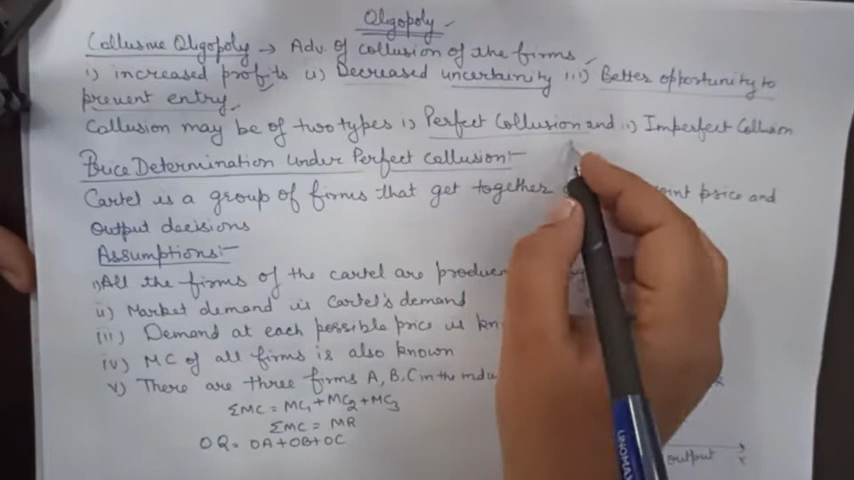 Oligopoly
Collusive Oligopoly → Adv. of collusion of the firms
i) increased profits ii) Decreased uncertainty iii) Better opportunity to
prevent entry
Collusion may be of two types i) Perfect Collusion and ii) Imperfect Collusion
Price Determination under Perfect Collusion:-
Cartel is a group of firms that get together price and
output decisions
Assumptions:-
i) All the firms of the cartel are
ii) Market demand is Cartel's demand
iii) Demand at each possible price is
iv) MC of all firms is also known
v) There are three firms A, B, C in the
ΣMC = MC1 + MC2 + MC3
ΣMC = MR
OQ = OA+OB+OC
output x
UNOMAX